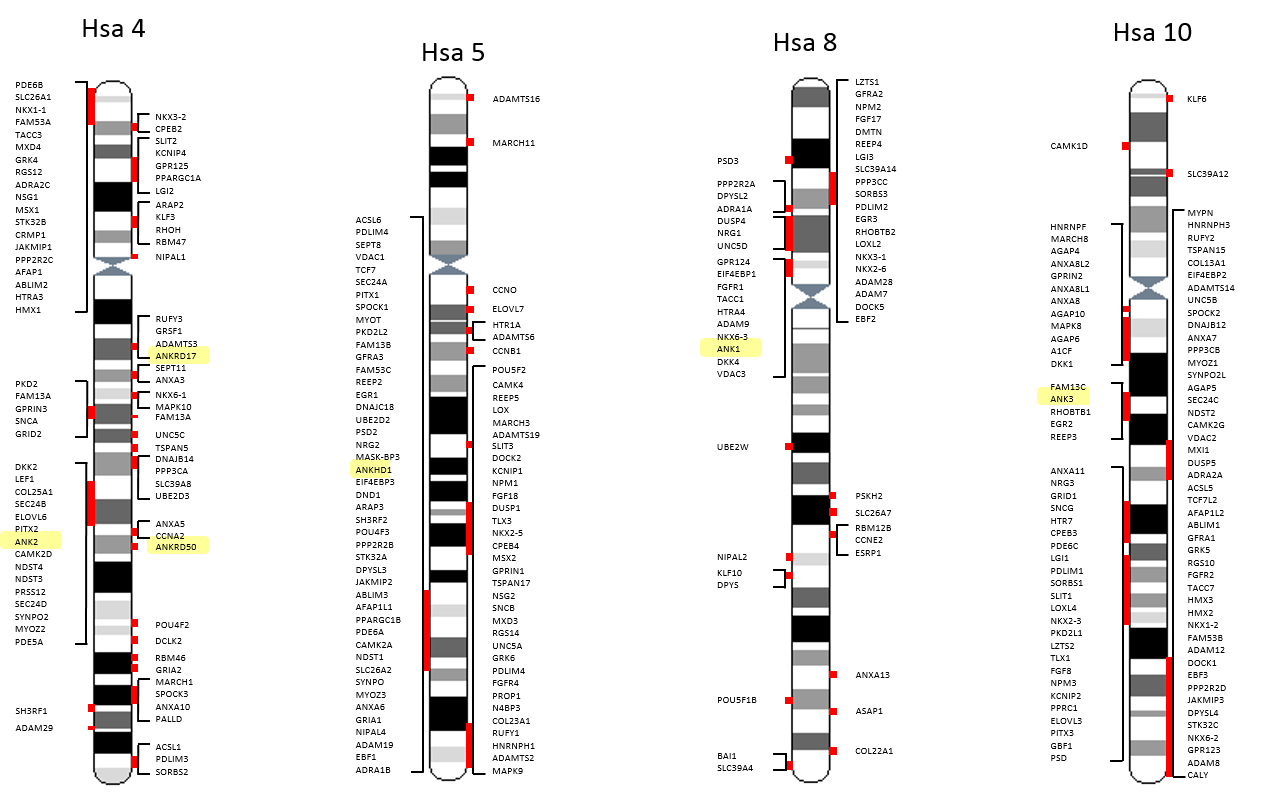 Hsa 4
PDE6B
SLC26A1
NKX1-1
FAM53A
TACC3
MXD4
GRK4
RGS12
ADRA2C
NSG1
MSX1
STK32B
CRMP1
JAKMIP1
PPP2R2C
AFAP1
ABLIM2
HTRA3
HMX1
PKD2
FAM13A
GPRIN3
SNCA
GRID2
DKK2
LEF1
COL25A1
SEC24B
ELOVL6
PITX2
ANK2
CAMK2D
NDST4
NDST3
PRSS12
SEC24D
SYNPO2
MYOZ2
PDE5A
SH3RF1
ADAM29
NKX3-2
CPEB2
SLIT2
KCNIP4
GPR125
PPARGC1A
LGI2
ARAP2
KLF3
RHOH
RBM47
NIPAL1
RUFY3
GRSF1
ADAMTS3
ANKRD17
SEPT11
ANXA3
NKX6-1
MAPK10
FAM13A
UNC5C
TSPAN5
DNAJB14
PPP3CA
SLC39A8
UBE2D3
ANXA5
CCNA2
ANKRD50
POU4F2
DCLK2
RBM46
GRIA2
MARCH1
SPOCK3
ANXA10
PALLD
ACSL1
PDLIM3
SORBS2
Hsa 5
ACSL6
PDLIM4
SEPT8
VDAC1
TCF7
SEC24A
PITX1
SPOCK1
MYOT
PKD2L2
FAM13B
GFRA3
FAM53C
REEP2
EGR1
DNAJC18
UBE2D2
PSD2
NRG2
MASK-BP3
ANKHD1
EIF4EBP3
DND1
ARAP3
SH3RF2
POU4F3
PPP2R2B
STK32A
DPYSL3
JAKMIP2
ABLIM3
AFAP1L1
PPARGC1B
PDE6A
CAMK2A
NDST1
SLC26A2
SYNPO
MYOZ3
ANXA6
GRIA1
NIPAL4
ADAM19
EBF1
ADRA1B
ADAMTS16
MARCH11
CCNO
ELOVL7
HTR1A
ADAMTS6
CCNB1
POU5F2
CAMK4
REEP5
LOX
MARCH3
ADAMTS19
SLIT3
DOCK2
KCNIP1
NPM1
FGF18
DUSP1
TLX3
NKX2-5
CPEB4
MSX2
GPRIN1
TSPAN17
NSG2
SNCB
MXD3
RGS14
UNC5A
GRK6
PDLIM4
FGFR4
PROP1
N4BP3
COL23A1
RUFY1
HNRNPH1
ADAMTS2
MAPK9
Hsa 8
PSD3
PPP2R2A
DPYSL2
ADRA1A
DUSP4
NRG1
UNC5D
GPR124
EIF4EBP1
FGFR1
TACC1
HTRA4
ADAM9
NKX6-3
ANK1
DKK4
VDAC3
UBE2W
NIPAL2
KLF10
DPYS
POU5F1B
BAI1
SLC39A4
LZTS1
GFRA2
NPM2
FGF17
DMTN
REEP4
LGI3
SLC39A14
PPP3CC
SORBS3
PDLIM2
EGR3
RHOBTB2
LOXL2
NKX3-1
NKX2-6
ADAM28
ADAM7
DOCK5
EBF2
PSKH2
SLC26A7
RBM12B
CCNE2
ESRP1
ANXA13
ASAP1
COL22A1
Hsa 10
CAMK1D
HNRNPF
MARCH8
AGAP4
ANXA8L2
GPRIN2
ANXA8L1
ANXA8
AGAP10
MAPK8
AGAP6
A1CF
DKK1
FAM13C
ANK3
RHOBTB1
EGR2
REEP3
ANXA11
NRG3
GRID1
SNCG
HTR7
CPEB3
PDE6C
LGI1
PDLIM1
SORBS1
SLIT1
LOXL4
NKX2-3
PKD2L1
LZTS2
TLX1
FGF8
NPM3
KCNIP2
PPRC1
ELOVL3
PITX3
GBF1
PSD
KLF6
SLC39A12
MYPN
HNRNPH3
RUFY2
TSPAN15
COL13A1
EIF4EBP2
ADAMTS14
UNC5B
SPOCK2
DNAJB12
ANXA7
PPP3CB
MYOZ1
SYNPO2L
AGAP5
SEC24C
NDST2
CAMK2G
VDAC2
MXI1
DUSP5
ADRA2A
ACSL5
TCF7L2
AFAP1L2
ABLIM1
GFRA1
GRK5
RGS10
FGFR2
TACC7
HMX3
HMX2
NKX1-2
FAM53B
ADAM12
DOCK1
EBF3
PPP2R2D
JAKMIP3
DPYSL4
STK32C
NKX6-2
GPR123
ADAM8
CALY